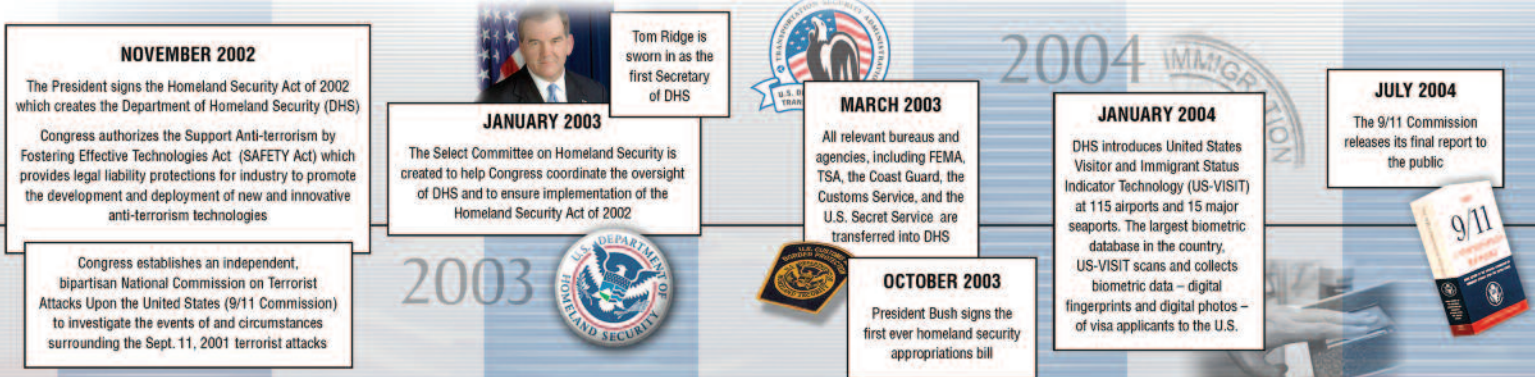 NOVEMBER 2002
The President signs the Homeland Security Act of 2002
which creates the Department of Homeland Security (DHS)
Congress authorizes the Support Anti-terrorism by
Fostering Effective Technologies Act (SAFETY Act) which
provides legal liability protections for industry to promote
the development and deployment of new and innovative
anti-terrorism technologies
Congress establishes an independent,
bipartisan National Commission on Terrorist
Attacks Upon the United States (9/11 Commission)
to investigate the events of and circumstances
surrounding the Sept. 11, 2001 terrorist attacks
Tom Ridge is
sworn in as the
first Secretary
of DHS
JANUARY 2003
The Select Committee on Homeland Security is
created to help Congress coordinate the oversight
of DHS and to ensure implementation of the
Homeland Security Act of 2002
2003
U.S. DEPARTMENT OF
HOMELAND SECURITY
TRANSPORTATION SECURITY ADMINISTRATION
U.S. D
TRAN
MARCH 2003
All relevant bureaus and
agencies, including FEMA,
TSA, the Coast Guard, the
Customs Service, and the
U.S. Secret Service are
transferred into DHS
U.S. CUSTOMS
BORDER PROTECTION
OCTOBER 2003
President Bush signs the
first ever homeland security
appropriations bill
2004
IMMIGRATION
JANUARY 2004
DHS introduces United States
Visitor and Immigrant Status
Indicator Technology (US-VISIT)
at 115 airports and 15 major
seaports. The largest biometric
database in the country,
US-VISIT scans and collects
biometric data – digital
fingerprints and digital photos –
of visa applicants to the U.S.
JULY 2004
The 9/11 Commission
releases its final report to
the public
9/11